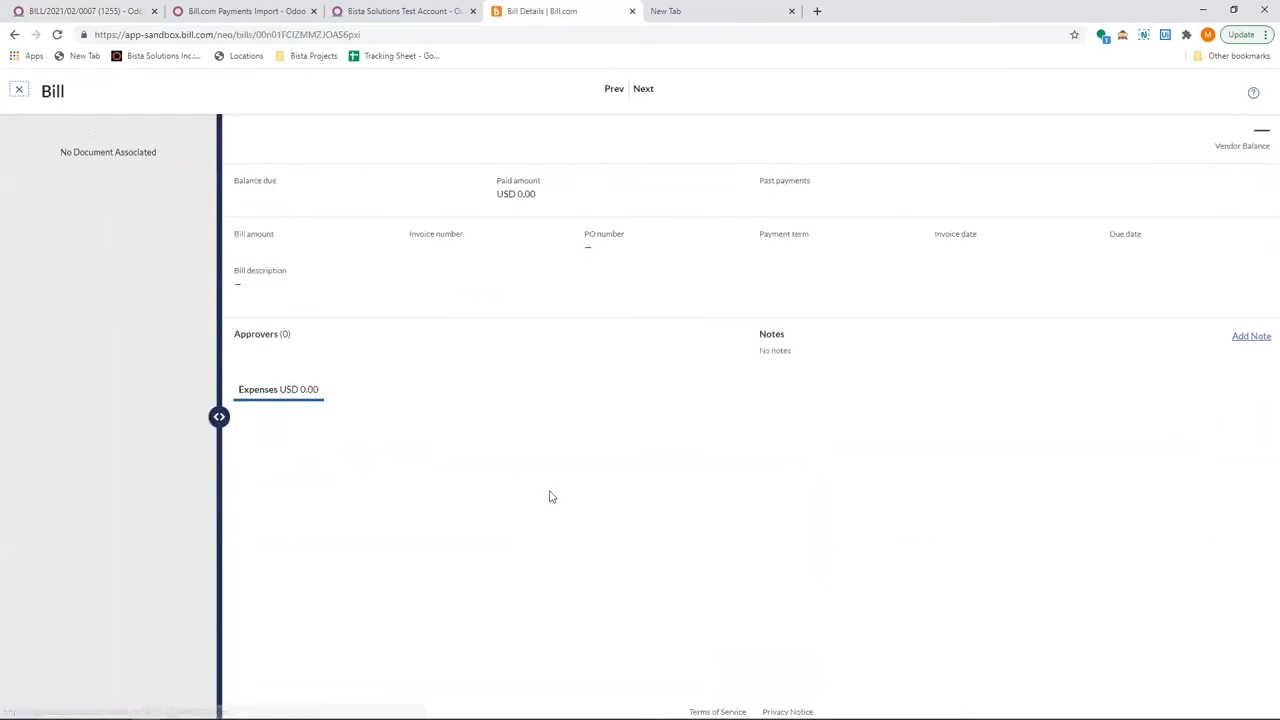 BILL/2021/02/0007 (1255) - Odo
Bill.com Payments Import - Odoo
Bista Solutions Test Account - O
Bill Details | Bill.com
New Tab
https://app-sandbox.bill.com/neo/bills/00n01FCIZMMZJOAS6pxi
M
Update
Apps
New Tab
Bista Solutions Inc.:...
Locations
Bista Projects
Tracking Sheet - Go...
Other bookmarks
Bill
Prev
Next
No Document Associated
—
Vendor Balance
Balance due
Paid amount
Past payments
USD 0.00
Bill amount
Invoice number
PO number
Payment term
Invoice date
Due date
—
Bill description
—
Approvers (0)
Notes
Add Note
No notes
Expenses USD 0.00
Terms of Service
Privacy Notice